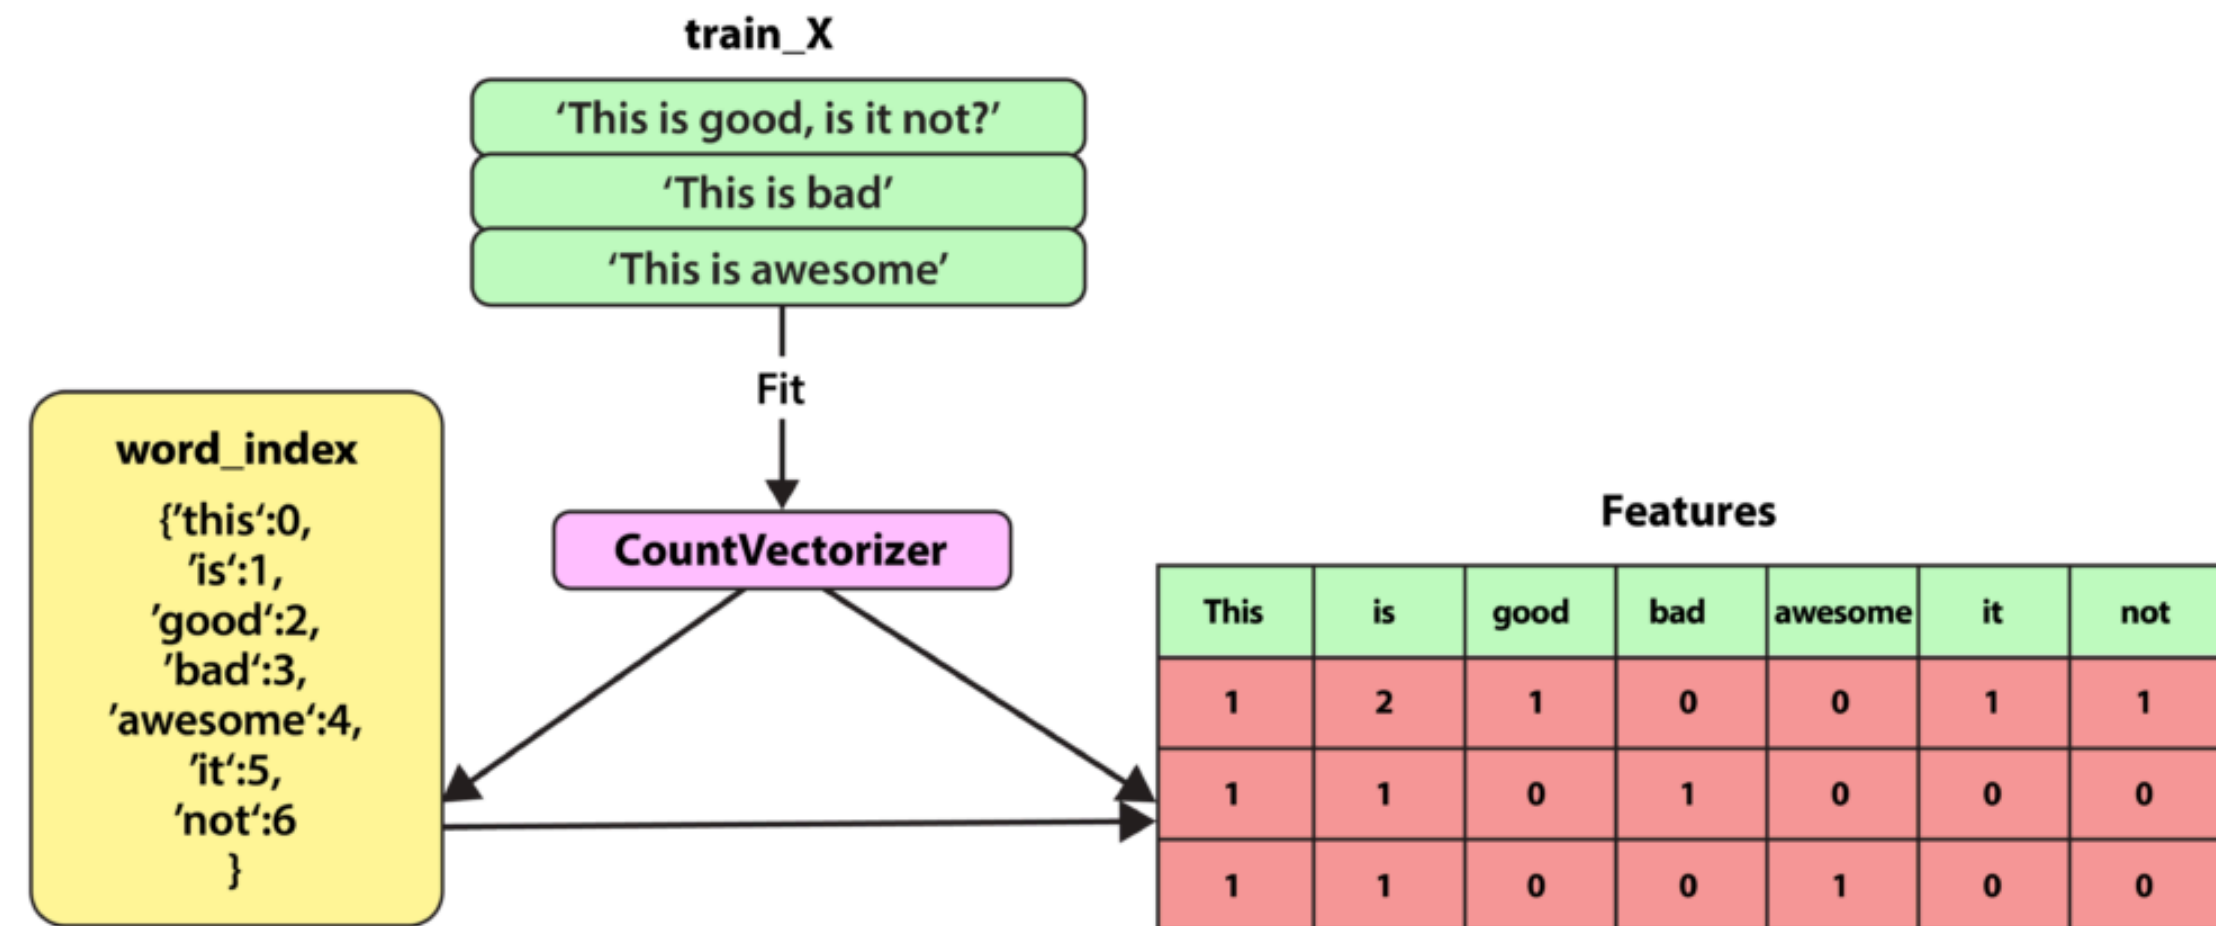 train_X
‘This is good, is it not?’
‘This is bad’
‘This is awesome’
Fit
word_index
{’this‘:0,
’is‘:1,
’good‘:2,
’bad‘:3,
’awesome‘:4,
’it‘:5,
’not‘:6
}
CountVectorizer
Features
This is good bad awesome it not
1 2 1 0 0 1 1
1 1 0 1 0 0 0
1 1 0 0 1 0 0